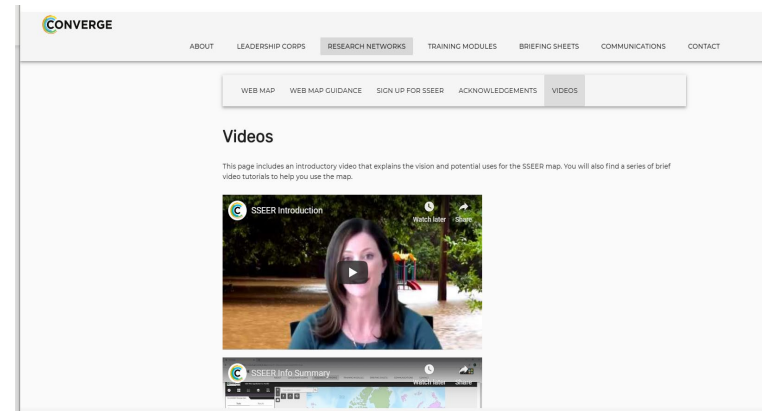 CONVERGE
ABOUT LEADERSHIP CORPS RESEARCH NETWORKS TRAINING MODULES BRIEFING SHEETS COMMUNICATIONS CONTACT
WEB MAP WEB MAP GUIDANCE SIGN UP FOR SSEER ACKNOWLEDGEMENTS VIDEOS
Videos
This page includes an introductory video that explains the vision and potential uses for the SSEER map. You will also find a series of brief
video tutorials to help you use the map.
SSEER Introduction
Watch later Share
SSEER Info Summary
Watch later Share